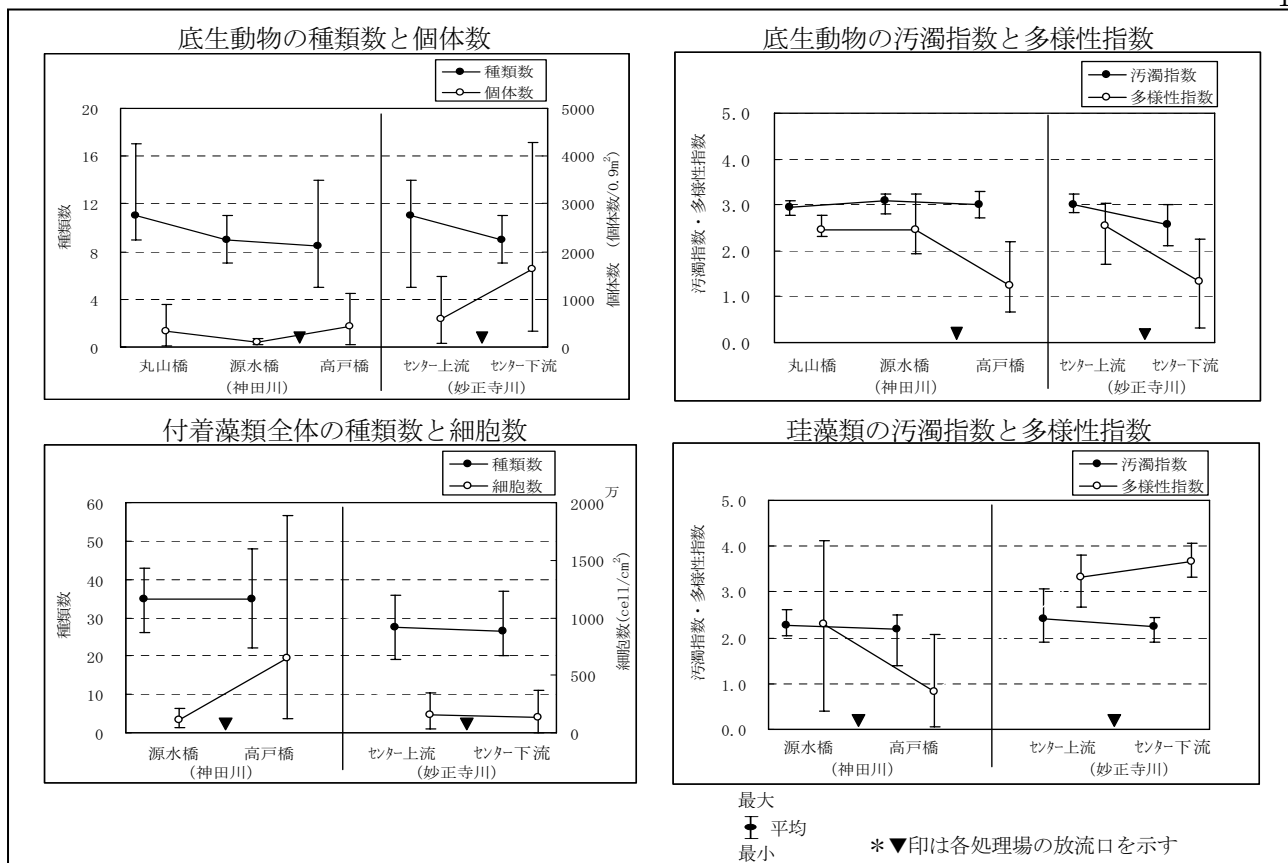 1
底生動物の種類数と個体数
種類数
個体数
20
16
12
8
4
0
種類数
5000
4000
3000
2000
1000
0
個体数 (個体数/0.9m²)
丸山橋 源水橋 高戸橋 センター上流 センター下流
(神田川) (妙正寺川)
底生動物の汚濁指数と多様性指数
汚濁指数
多様性指数
5.0
4.0
3.0
2.0
1.0
0.0
汚濁指数・多様性指数
丸山橋 源水橋 高戸橋 センター上流 センター下流
(神田川) (妙正寺川)
付着藻類全体の種類数と細胞数
種類数
細胞数
60
50
40
30
20
10
0
種類数
万
2000
1500
1000
500
0
細胞数(cell/cm²)
源水橋 高戸橋 センター上流 センター下流
(神田川) (妙正寺川)
珪藻類の汚濁指数と多様性指数
汚濁指数
多様性指数
5.0
4.0
3.0
2.0
1.0
0.0
汚濁指数・多様性指数
源水橋 高戸橋 センター上流 センター下流
(神田川) (妙正寺川)
最大
平均
最小
＊▼印は各処理場の放流口を示す